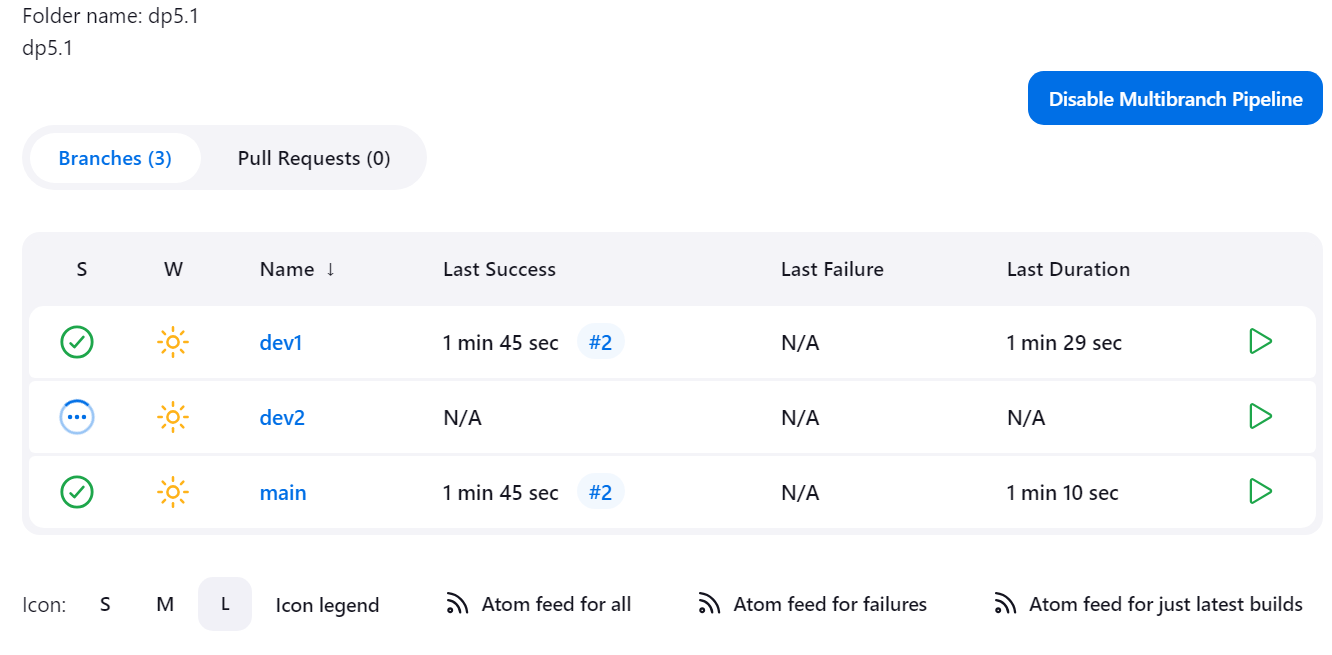 Folder name: dp5.1
dp5.1
Disable Multibranch Pipeline
Branches (3) Pull Requests (0)
S W Name ↓ Last Success Last Failure Last Duration
dev1 1 min 45 sec #2 N/A 1 min 29 sec
dev2 N/A N/A N/A
main 1 min 45 sec #2 N/A 1 min 10 sec
Icon: S M L Icon legend Atom feed for all Atom feed for failures Atom feed for just latest builds